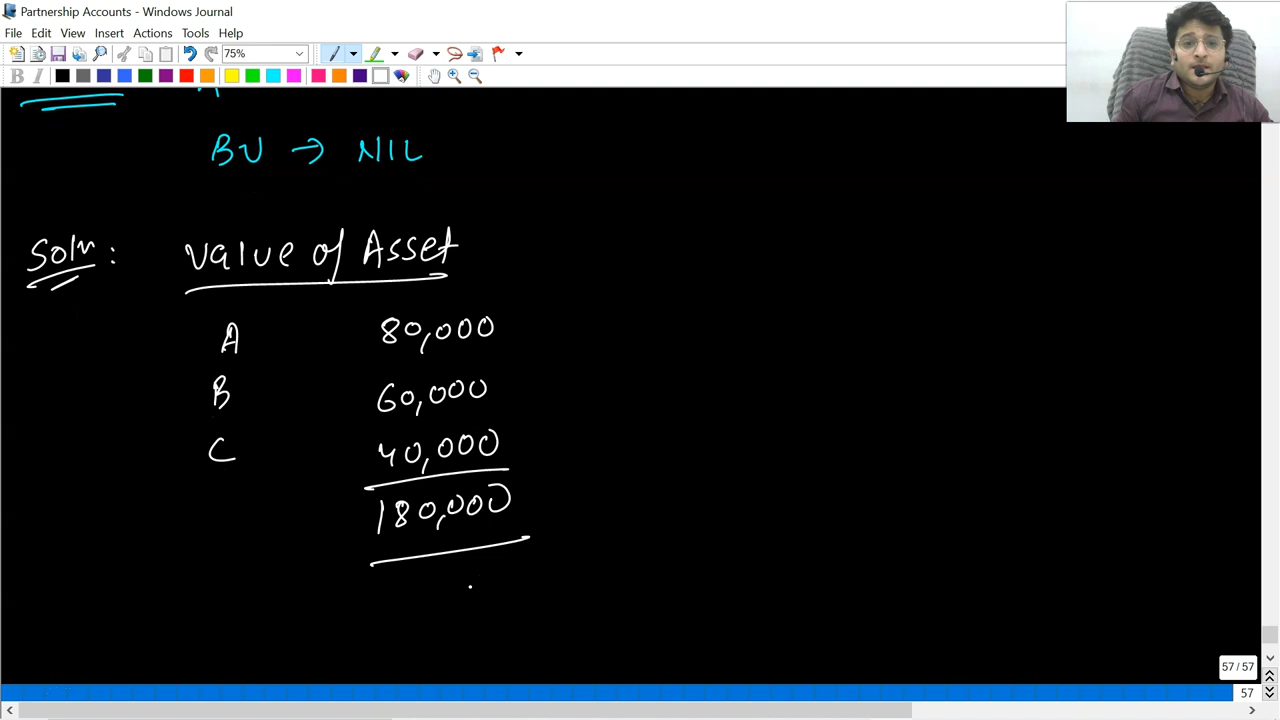 Partnership Accounts - Windows Journal
File Edit View Insert Actions Tools Help
75%
B I
BV → NIL
Soln : Value of Asset
A 80,000
B 60,000
C 40,000
180,000
57/57
57